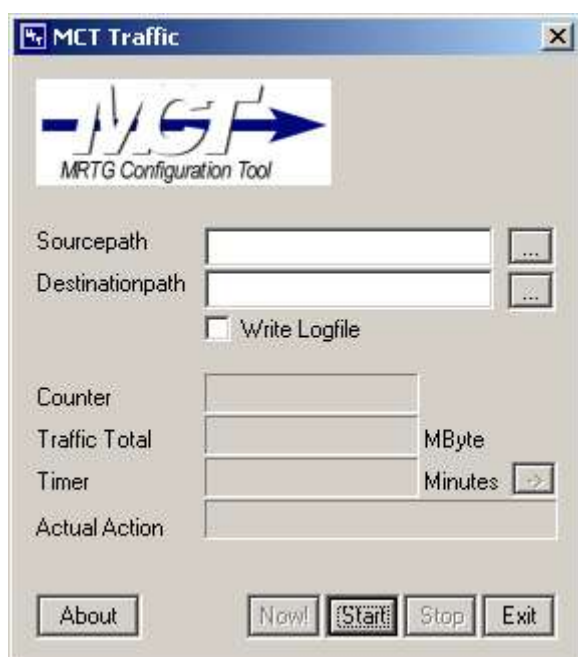 MCT Traffic
MCT
MRTG Configuration Tool
Sourcepath ...
Destinationpath ...
Write Logfile
Counter
Traffic Total MByte
Timer Minutes ->
Actual Action
About Now! Start Stop Exit